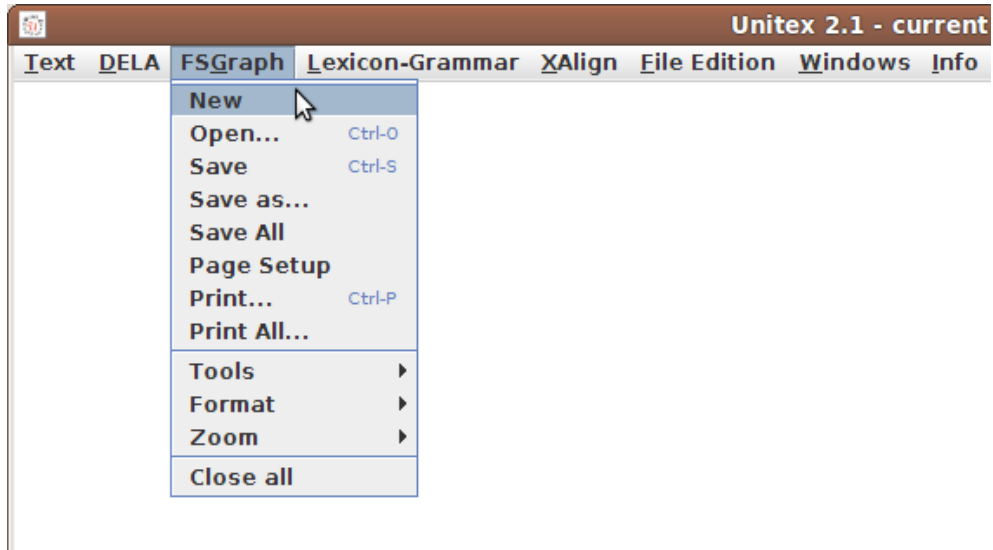 Unitex 2.1 - current
Text DELA FSGraph Lexicon-Grammar XAlign File Edition Windows Info
New
Open... Ctrl-O
Save Ctrl-S
Save as...
Save All
Page Setup
Print... Ctrl-P
Print All...
Tools
Format
Zoom
Close all